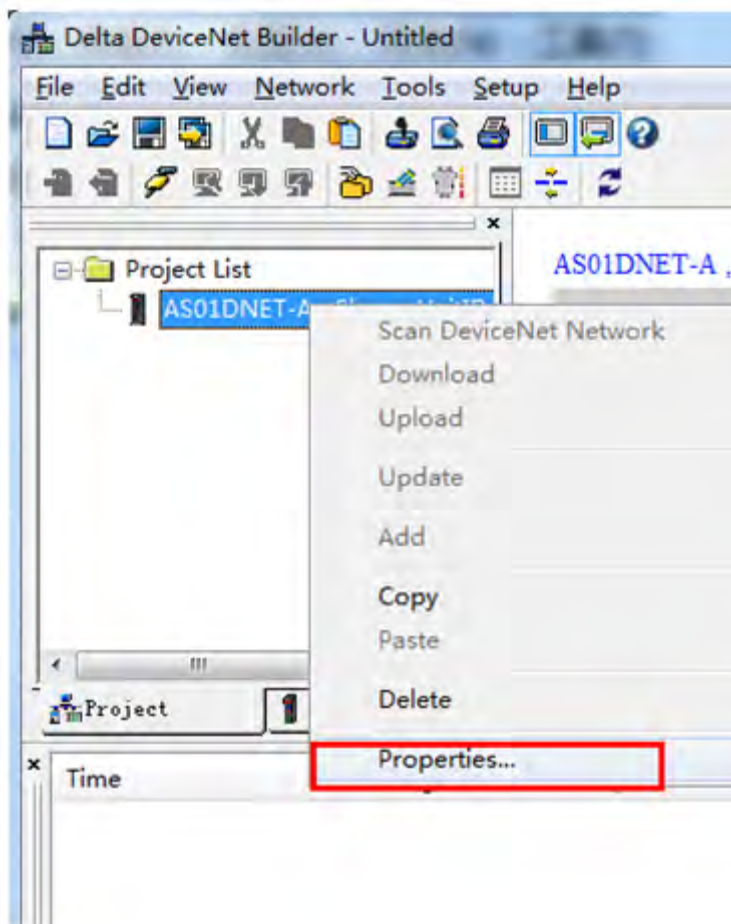 Delta DeviceNet Builder - Untitled
File Edit View Network Tools Setup Help
Project List
AS01DNET-A
AS01DNET-A ,
Scan DeviceNet Network
Download
Upload
Update
Add
Copy
Paste
Delete
Properties...
Project
Time